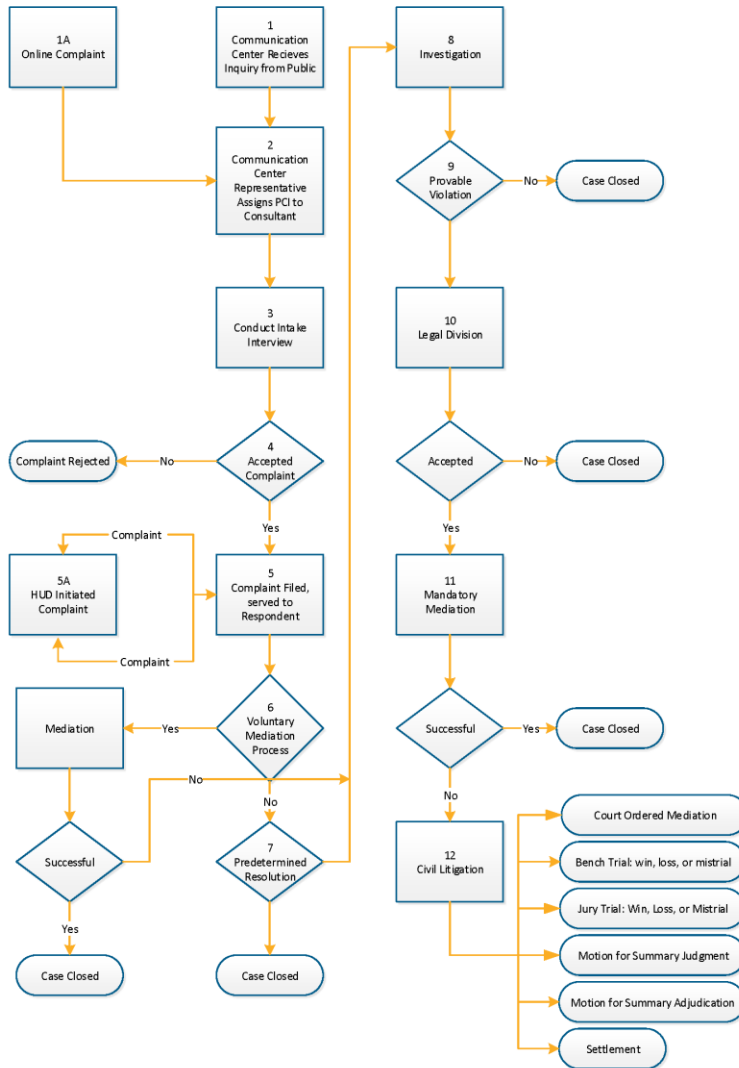 1A
Online Complaint
1
Communication
Center Recieves
Inquiry from Public
2
Communication
Center
Representative
Assigns PCI to
Consultant
3
Conduct Intake
Interview
4
Accepted
Complaint
No
Complaint Rejected
Yes
Complaint
5A
HUD Initiated
Complaint
5
Complaint Filed,
served to
Respondent
Complaint
6
Voluntary
Mediation
Process
Yes
Mediation
No
No
Successful
7
Predetermined
Resolution
Yes
Case Closed
Case Closed
8
Investigation
9
Provable
Violation
No
Case Closed
10
Legal Division
Accepted
No
Case Closed
Yes
11
Mandatory
Mediation
Successful
Yes
Case Closed
No
12
Civil Litigation
Court Ordered Mediation
Bench Trial: win, loss, or mistrial
Jury Trial: Win, Loss, or Mistrial
Motion for Summary Judgment
Motion for Summary Adjudication
Settlement